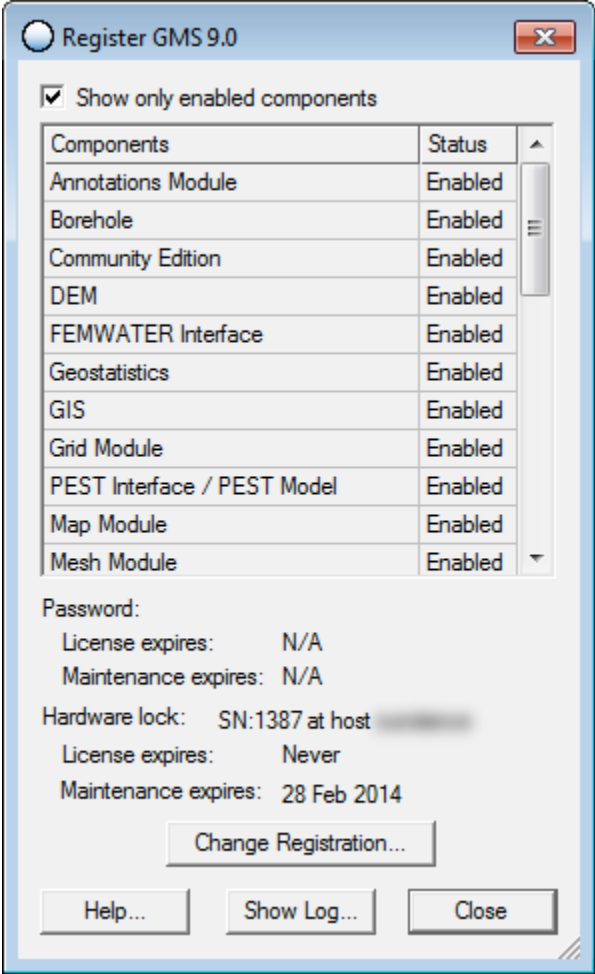 Register GMS 9.0
Show only enabled components
Components Status
Annotations Module Enabled
Borehole Enabled
Community Edition Enabled
DEM Enabled
FEMWATER Interface Enabled
Geostatistics Enabled
GIS Enabled
Grid Module Enabled
PEST Interface / PEST Model Enabled
Map Module Enabled
Mesh Module Enabled
Password:
License expires: N/A
Maintenance expires: N/A
Hardware lock: SN:1387 at host
License expires: Never
Maintenance expires: 28 Feb 2014
Change Registration...
Help... Show Log... Close